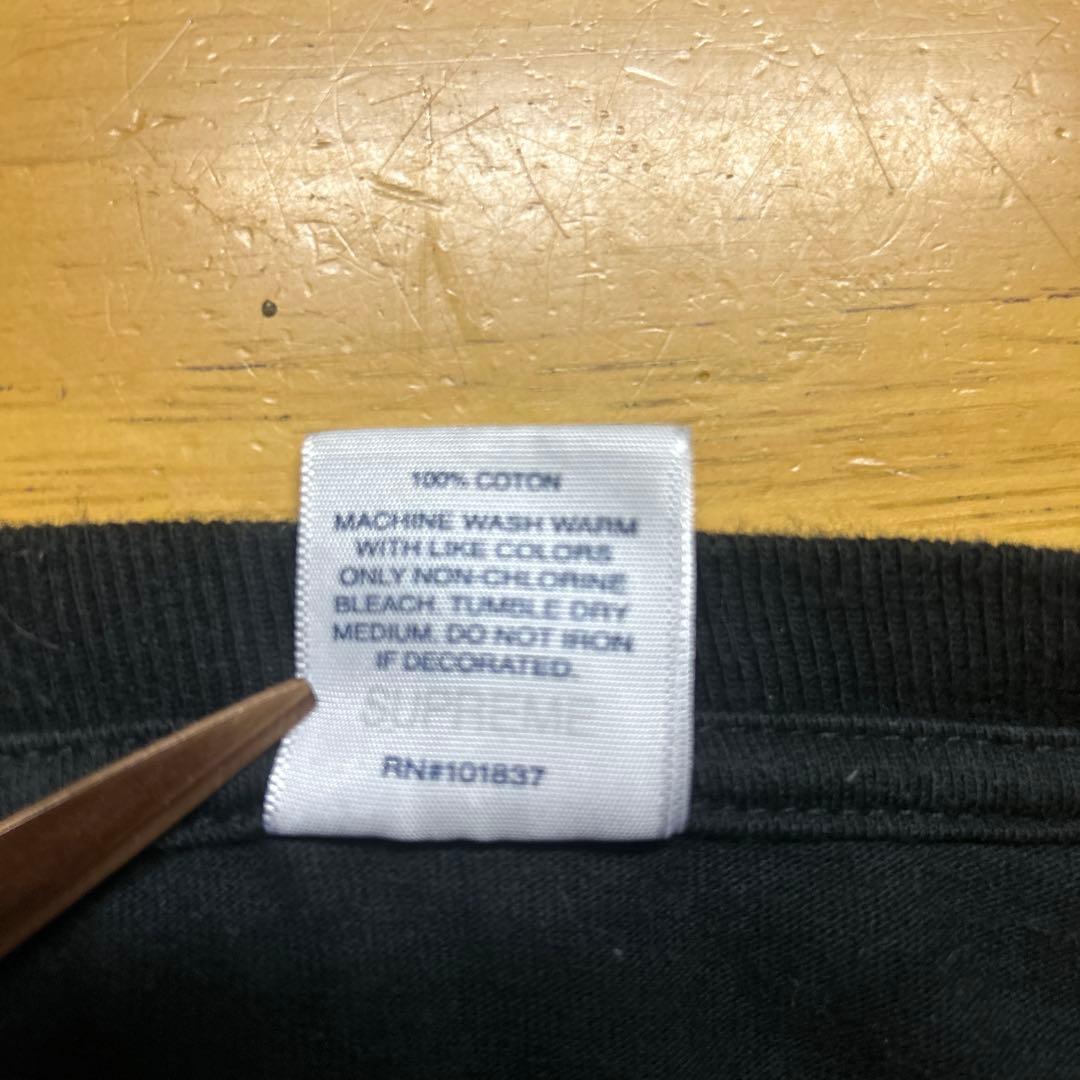 100% COTON
MACHINE WASH WARM
WITH LIKE COLORS
ONLY NON-CHLORINE
BLEACH. TUMBLE DRY
MEDIUM. DO NOT IRON
IF DECORATED.
SUPREME
RN#101837